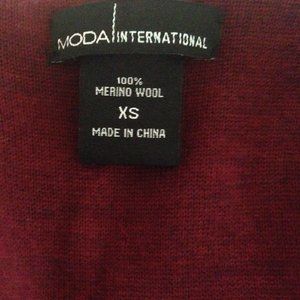 MODA INTERNATIONAL
100%
MERINO WOOL
XS
MADE IN CHINA